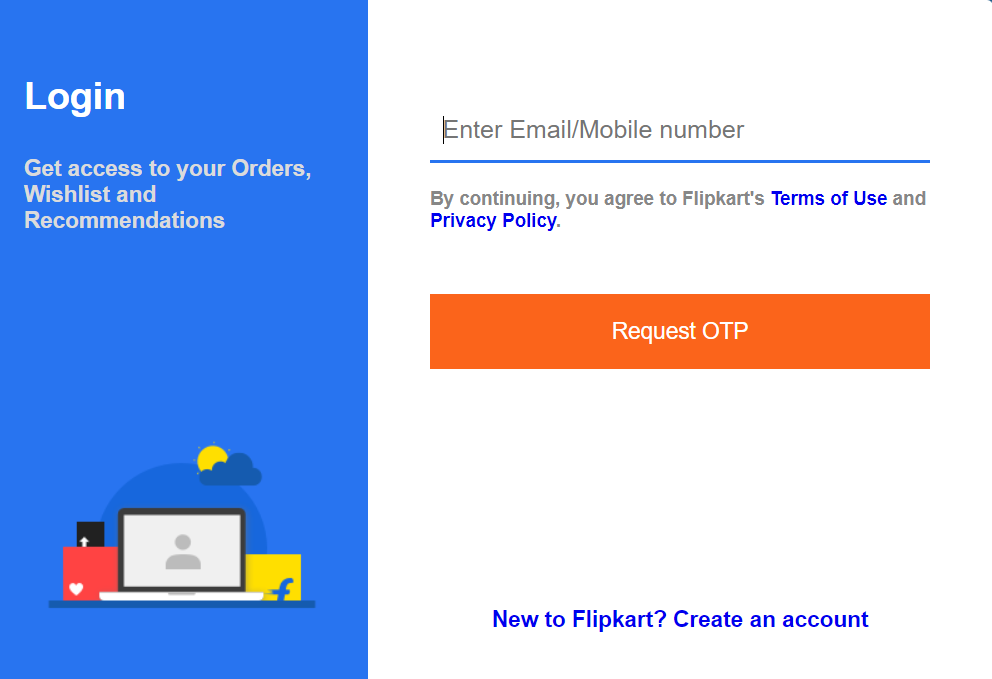 Login
Get access to your Orders,
Wishlist and
Recommendations
Enter Email/Mobile number
By continuing, you agree to Flipkart's Terms of Use and
Privacy Policy.
Request OTP
New to Flipkart? Create an account